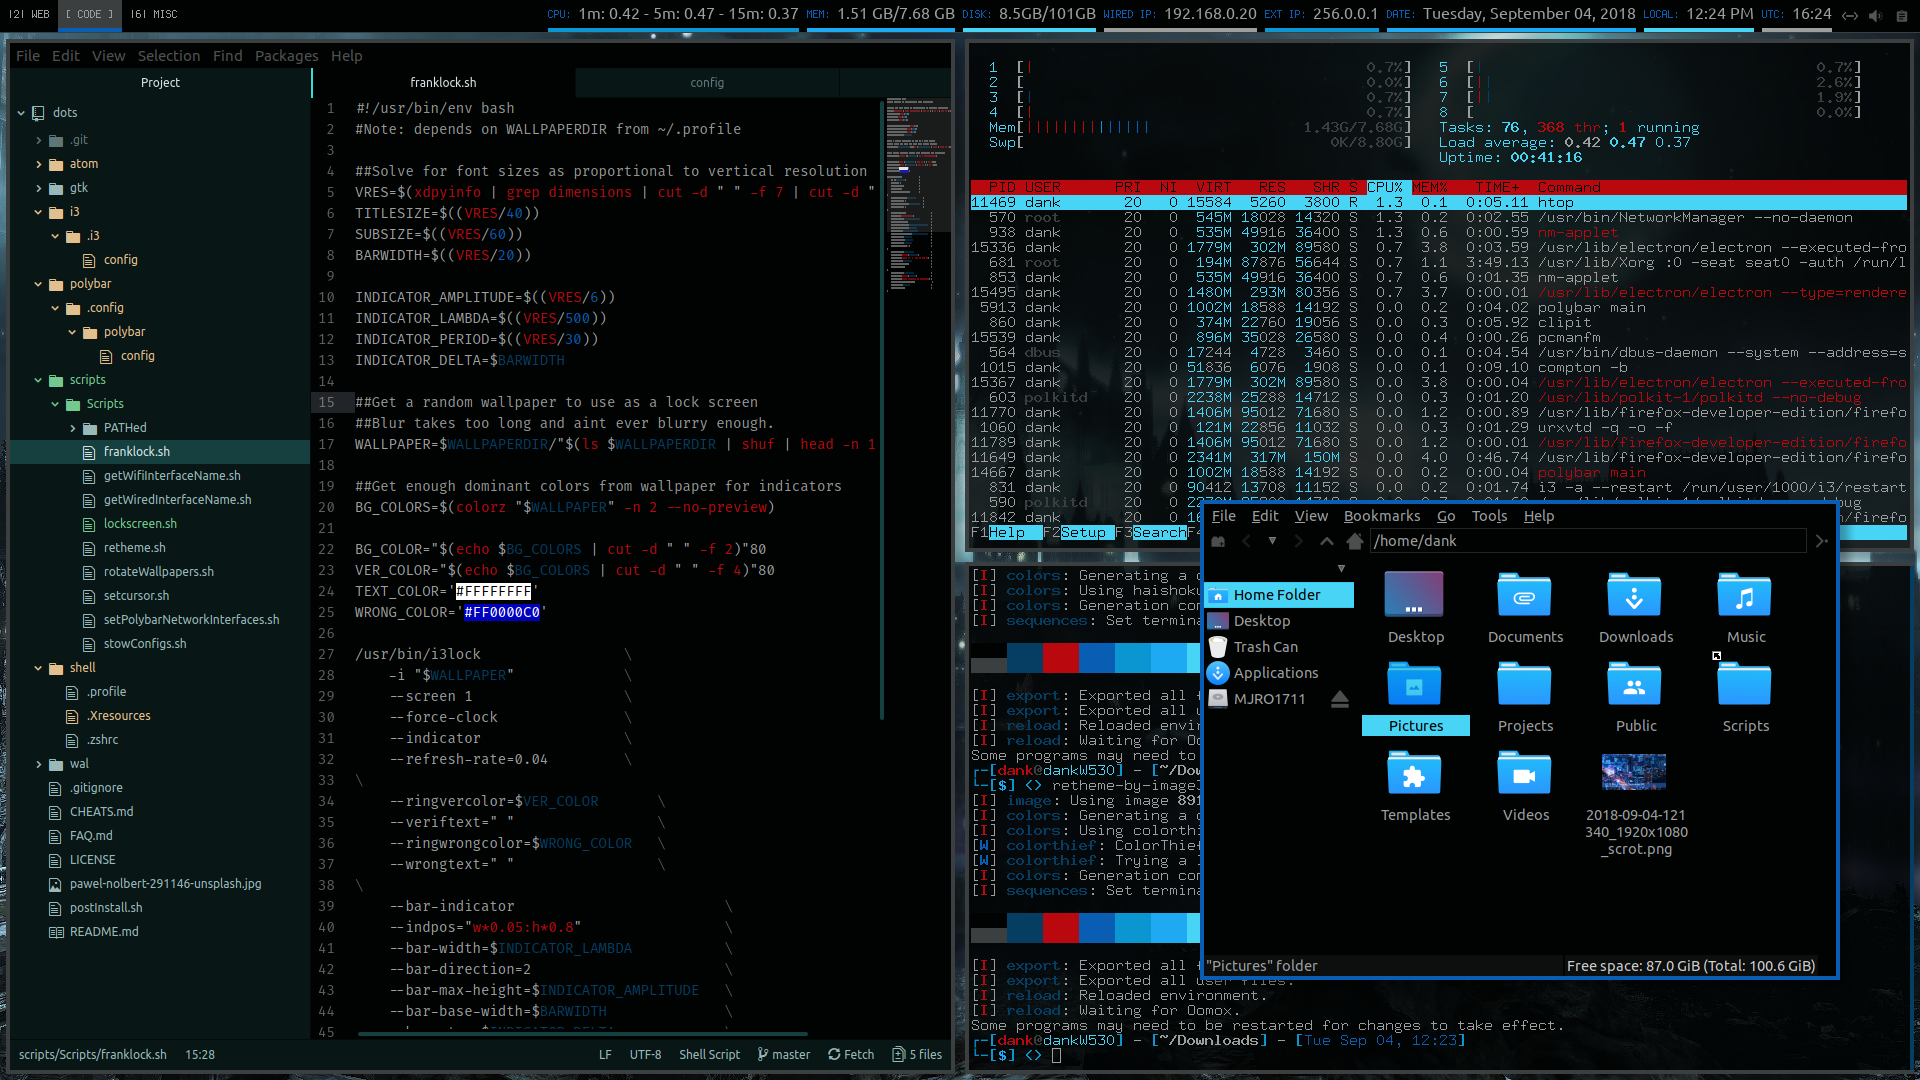 |2| WEB
[ CODE ]
|6| MISC
CPU: 1m: 0.42 - 5m: 0.47 - 15m: 0.37
MEM: 1.51 GB/7.68 GB
DISK: 8.5GB/101GB
WIRED IP: 192.168.0.20
EXT IP: 256.0.0.1
DATE: Tuesday, September 04, 2018
LOCAL: 12:24 PM
UTC: 16:24
File Edit View Selection Find Packages Help
Project
dots
.git
atom
gtk
i3
.i3
config
polybar
.config
polybar
config
scripts
Scripts
PATHed
franklock.sh
getWifiInterfaceName.sh
getWiredInterfaceName.sh
lockscreen.sh
retheme.sh
rotateWallpapers.sh
setcursor.sh
setPolybarNetworkInterfaces.sh
stowConfigs.sh
shell
.profile
.Xresources
.zshrc
wal
.gitignore
CHEATS.md
FAQ.md
LICENSE
pawel-nolbert-291146-unsplash.jpg
postInstall.sh
README.md
franklock.sh
config
1 #!/usr/bin/env bash
2 #Note: depends on WALLPAPERDIR from ~/.profile
3
4 ##Solve for font sizes as proportional to vertical resolution
5 VRES=$(xdpyinfo | grep dimensions | cut -d " " -f 7 | cut -d "
6 TITLESIZE=$((VRES/40))
7 SUBSIZE=$((VRES/60))
8 BARWIDTH=$((VRES/20))
9
10 INDICATOR_AMPLITUDE=$((VRES/6))
11 INDICATOR_LAMBDA=$((VRES/500))
12 INDICATOR_PERIOD=$((VRES/30))
13 INDICATOR_DELTA=$BARWIDTH
14
15 ##Get a random wallpaper to use as a lock screen
16 ##Blur takes too long and aint ever blurry enough.
17 WALLPAPER=$WALLPAPERDIR/"$(ls $WALLPAPERDIR | shuf | head -n 1
18
19 ##Get enough dominant colors from wallpaper for indicators
20 BG_COLORS=$(colorz "$WALLPAPER" -n 2 --no-preview)
21
22 BG_COLOR="$(echo $BG_COLORS | cut -d " " -f 2)"80
23 VER_COLOR="$(echo $BG_COLORS | cut -d " " -f 4)"80
24 TEXT_COLOR='#FFFFFFFF'
25 WRONG_COLOR='#FF0000C0'
26
27 /usr/bin/i3lock \
28 -i "$WALLPAPER" \
29 --screen 1 \
30 --force-clock \
31 --indicator \
32 --refresh-rate=0.04 \
33 \
34 --ringvercolor=$VER_COLOR \
35 --veriftext=" " \
36 --ringwrongcolor=$WRONG_COLOR \
37 --wrongtext=" " \
38 \
39 --bar-indicator \
40 --indpos="w*0.05:h*0.8" \
41 --bar-width=$INDICATOR_LAMBDA \
42 --bar-direction=2 \
43 --bar-max-height=$INDICATOR_AMPLITUDE \
44 --bar-base-width=$BARWIDTH \
45
scripts/Scripts/franklock.sh 15:28
LF UTF-8 Shell Script master Fetch 5 files
1 [| 0.7%] 5 [| 0.7%]
2 [ 0.0%] 6 [|| 2.6%]
3 [| 0.7%] 7 [|| 1.9%]
4 [| 0.7%] 8 [ 0.0%]
Mem[||||||||||||||| 1.43G/7.68G] Tasks: 76, 368 thr; 1 running
Swp[ 0K/8.80G] Load average: 0.42 0.47 0.37
Uptime: 00:41:16
PID USER PRI NI VIRT RES SHR S CPU% MEM% TIME+ Command
11469 dank 20 0 15584 5260 3800 R 1.3 0.1 0:05.11 htop
570 root 20 0 545M 18028 14320 S 1.3 0.2 0:02.55 /usr/bin/NetworkManager --no-daemon
938 dank 20 0 535M 49916 36400 S 1.3 0.6 0:00.59 nm-applet
15336 dank 20 0 1779M 302M 89580 S 0.7 3.8 0:03.59 /usr/lib/electron/electron --executed-fro
681 root 20 0 194M 87876 56644 S 0.7 1.1 3:49.13 /usr/lib/Xorg :0 -seat seat0 -auth /run/l
853 dank 20 0 535M 49916 36400 S 0.7 0.6 0:01.35 nm-applet
15495 dank 20 0 1480M 293M 80356 S 0.7 3.7 0:00.01 /usr/lib/electron/electron --type=rendere
5913 dank 20 0 1002M 18588 14192 S 0.0 0.2 0:04.02 polybar main
860 dank 20 0 374M 22760 19056 S 0.0 0.3 0:05.92 clipit
15539 dank 20 0 896M 35028 26580 S 0.0 0.4 0:00.26 pcmanfm
564 dbus 20 0 17244 4728 3460 S 0.0 0.1 0:04.54 /usr/bin/dbus-daemon --system --address=s
1015 dank 20 0 51836 6076 1908 S 0.0 0.1 0:09.10 compton -b
15367 dank 20 0 1779M 302M 89580 S 0.0 3.8 0:00.04 /usr/lib/electron/electron --executed-fro
603 polkitd 20 0 2238M 25288 14712 S 0.0 0.3 0:01.20 /usr/lib/polkit-1/polkitd --no-debug
11770 dank 20 0 1406M 95012 71680 S 0.0 1.2 0:00.89 /usr/lib/firefox-developer-edition/firefo
1060 dank 20 0 121M 22856 11032 S 0.0 0.3 0:01.29 urxvtd -q -o -f
11789 dank 20 0 1406M 95012 71680 S 0.0 1.2 0:00.01 /usr/lib/firefox-developer-edition/firefo
11649 dank 20 0 2341M 317M 150M S 0.0 4.0 0:46.74 /usr/lib/firefox-developer-edition/firefo
14667 dank 20 0 1002M 18588 14192 S 0.0 0.2 0:00.04 polybar main
831 dank 20 0 90412 13708 11152 S 0.0 0.2 0:01.74 i3 -a --restart /run/user/1000/i3/restart
590 polkitd 20
11842 dank 20
F1Help F2Setup F3SearchF4
[I] colors: Generating a c
[I] colors: Using haishoku
[I] colors: Generation com
[I] sequences: Set termina
[I] export: Exported all
[I] export: Exported all
[I] reload: Reloaded envir
[I] reload: Waiting for Oomox.
Some programs may need to
[dank@dankW530] - [~/Dow
[$] <> retheme-by-image
[I] image: Using image 891
[I] colors: Generating a c
[I] colors: Using colorthi
[W] colorthief: ColorThief
[W] colorthief: Trying a l
[I] colors: Generation com
[I] sequences: Set termina
[I] export: Exported all
[I] export: Exported all user files.
[I] reload: Reloaded environment.
[I] reload: Waiting for Oomox.
Some programs may need to be restarted for changes to take effect.
[dank@dankW530] - [~/Downloads] - [Tue Sep 04, 12:23]
[$] <>
File Edit View Bookmarks Go Tools Help
/home/dank
Home Folder
Desktop
Trash Can
Applications
MJRO1711
Desktop Documents Downloads Music
Pictures Projects Public Scripts
Templates Videos 2018-09-04-121
340_1920x1080
_scrot.png
"Pictures" folder
Free space: 87.0 GiB (Total: 100.6 GiB)